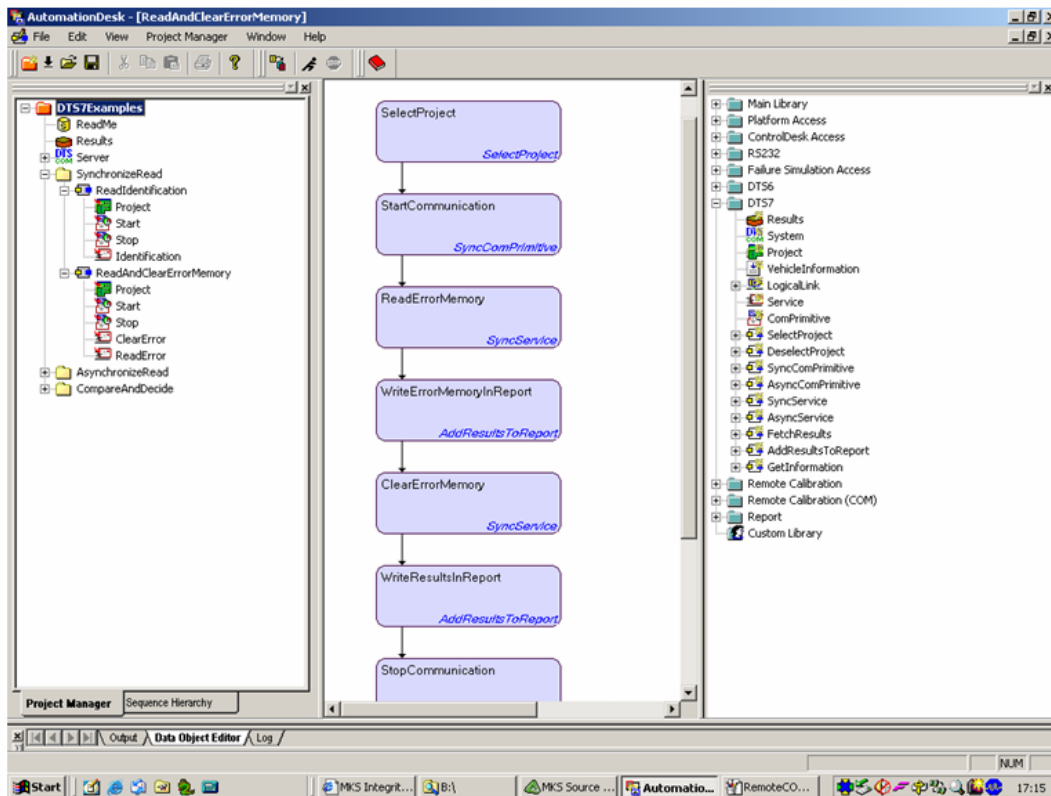 AutomationDesk - [ReadAndClearErrorMemory]
File Edit View Project Manager Window Help
DTS7Examples
ReadMe
Results
Server
SynchronizeRead
ReadIdentification
Project
Start
Stop
Identification
ReadAndClearErrorMemory
Project
Start
Stop
ClearError
ReadError
AsynchronizeRead
CompareAndDecide
Project Manager Sequence Hierarchy
SelectProject
SelectProject
StartCommunication
SyncComPrimitive
ReadErrorMemory
SyncService
WriteErrorMemoryInReport
AddResultsToReport
ClearErrorMemory
SyncService
WriteResultsInReport
AddResultsToReport
StopCommunication
Main Library
Platform Access
ControlDesk Access
RS232
Failure Simulation Access
DTS6
DTS7
Results
System
Project
VehicleInformation
LogicalLink
Service
ComPrimitive
SelectProject
DeselectProject
SyncComPrimitive
AsyncComPrimitive
SyncService
AsyncService
FetchResults
AddResultsToReport
GetInformation
Remote Calibration
Remote Calibration (COM)
Report
Custom Library
Output Data Object Editor Log
NUM
Start MKS Integrit... B:\ MKS Source ... Automatio... RemoteCO... 17:15